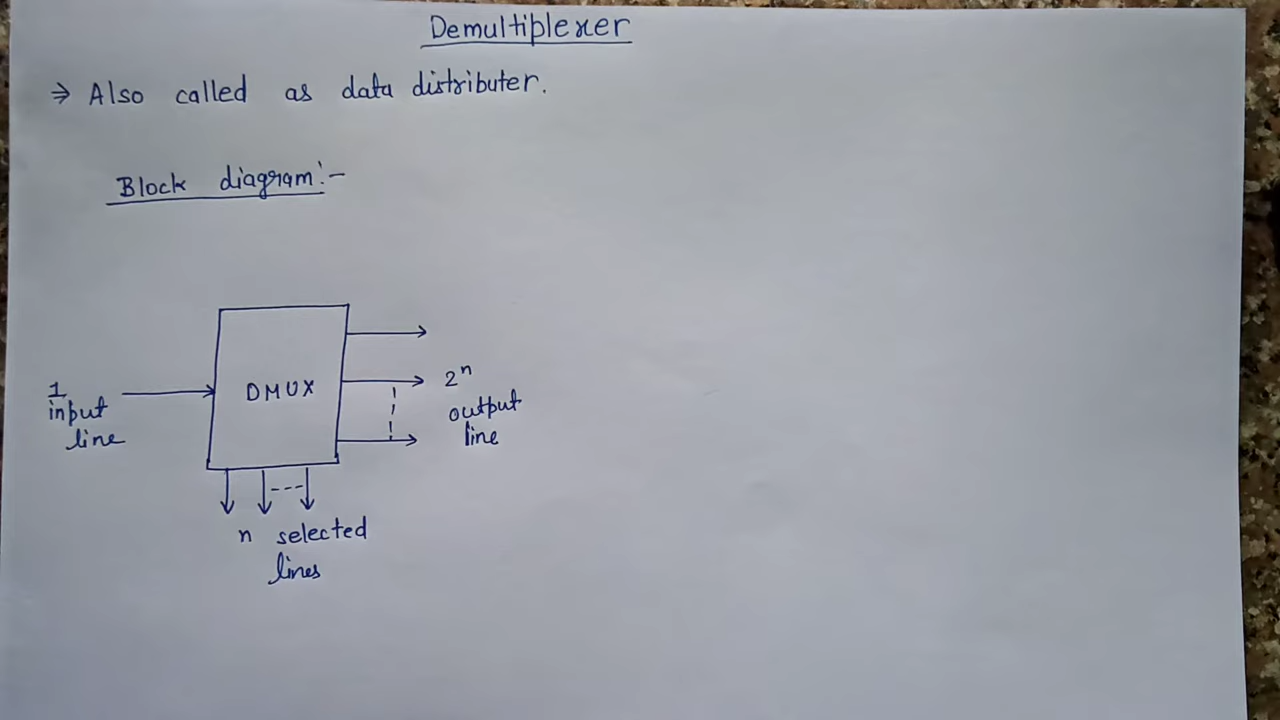 Demultiplexer
⇒ Also called as data distributer.
Block diagram:-
1
input
line
DMUX
2ⁿ
output
line
n selected
lines